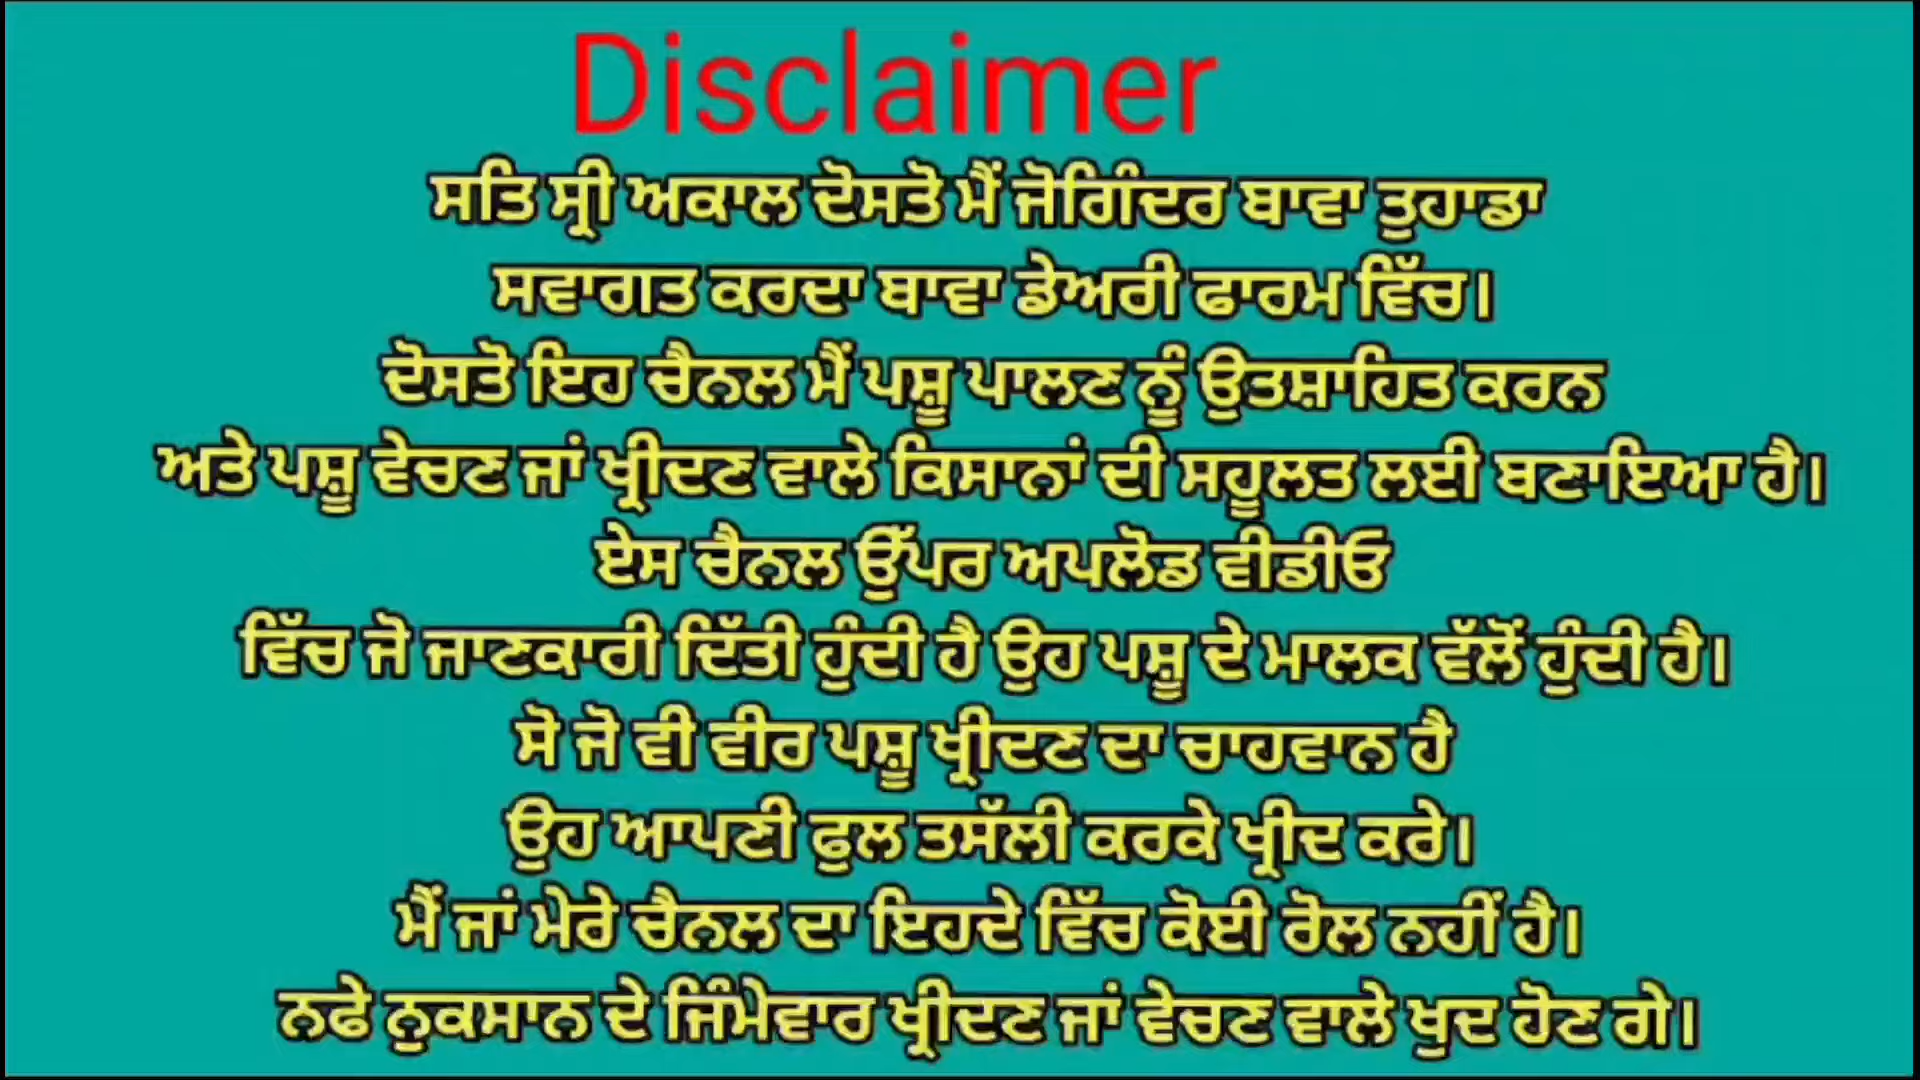 Disclaimer
ਸਤਿ ਸ੍ਰੀ ਅਕਾਲ ਦੋਸਤੋ ਮੈਂ ਜੋਗਿੰਦਰ ਬਾਵਾ ਤੁਹਾਡਾ
ਸਵਾਗਤ ਕਰਦਾ ਬਾਵਾ ਡੇਅਰੀ ਫਾਰਮ ਵਿੱਚ।
ਦੋਸਤੋ ਇਹ ਚੈਨਲ ਮੈਂ ਪਸ਼ੂ ਪਾਲਣ ਨੂੰ ਉਤਸ਼ਾਹਿਤ ਕਰਨ
ਅਤੇ ਪਸ਼ੂ ਵੇਚਣ ਜਾਂ ਖ੍ਰੀਦਣ ਵਾਲੇ ਕਿਸਾਨਾਂ ਦੀ ਸਹੂਲਤ ਲਈ ਬਣਾਇਆ ਹੈ।
ਏਸ ਚੈਨਲ ਉੱਪਰ ਅਪਲੋਡ ਵੀਡੀਓ
ਵਿੱਚ ਜੋ ਜਾਣਕਾਰੀ ਦਿੱਤੀ ਹੁੰਦੀ ਹੈ ਉਹ ਪਸ਼ੂ ਦੇ ਮਾਲਕ ਵੱਲੋਂ ਹੁੰਦੀ ਹੈ।
ਸੋ ਜੋ ਵੀ ਵੀਰ ਪਸ਼ੂ ਖ੍ਰੀਦਣ ਦਾ ਚਾਹਵਾਨ ਹੈ
ਉਹ ਆਪਣੀ ਫੁਲ ਤਸੱਲੀ ਕਰਕੇ ਖ੍ਰੀਦ ਕਰੇ।
ਮੈਂ ਜਾਂ ਮੇਰੇ ਚੈਨਲ ਦਾ ਇਹਦੇ ਵਿੱਚ ਕੋਈ ਰੋਲ ਨਹੀਂ ਹੈ।
ਨਫੇ ਨੁਕਸਾਨ ਦੇ ਜਿੰਮੇਵਾਰ ਖ੍ਰੀਦਣ ਜਾਂ ਵੇਚਣ ਵਾਲੇ ਖੁਦ ਹੋਣ ਗੇ।